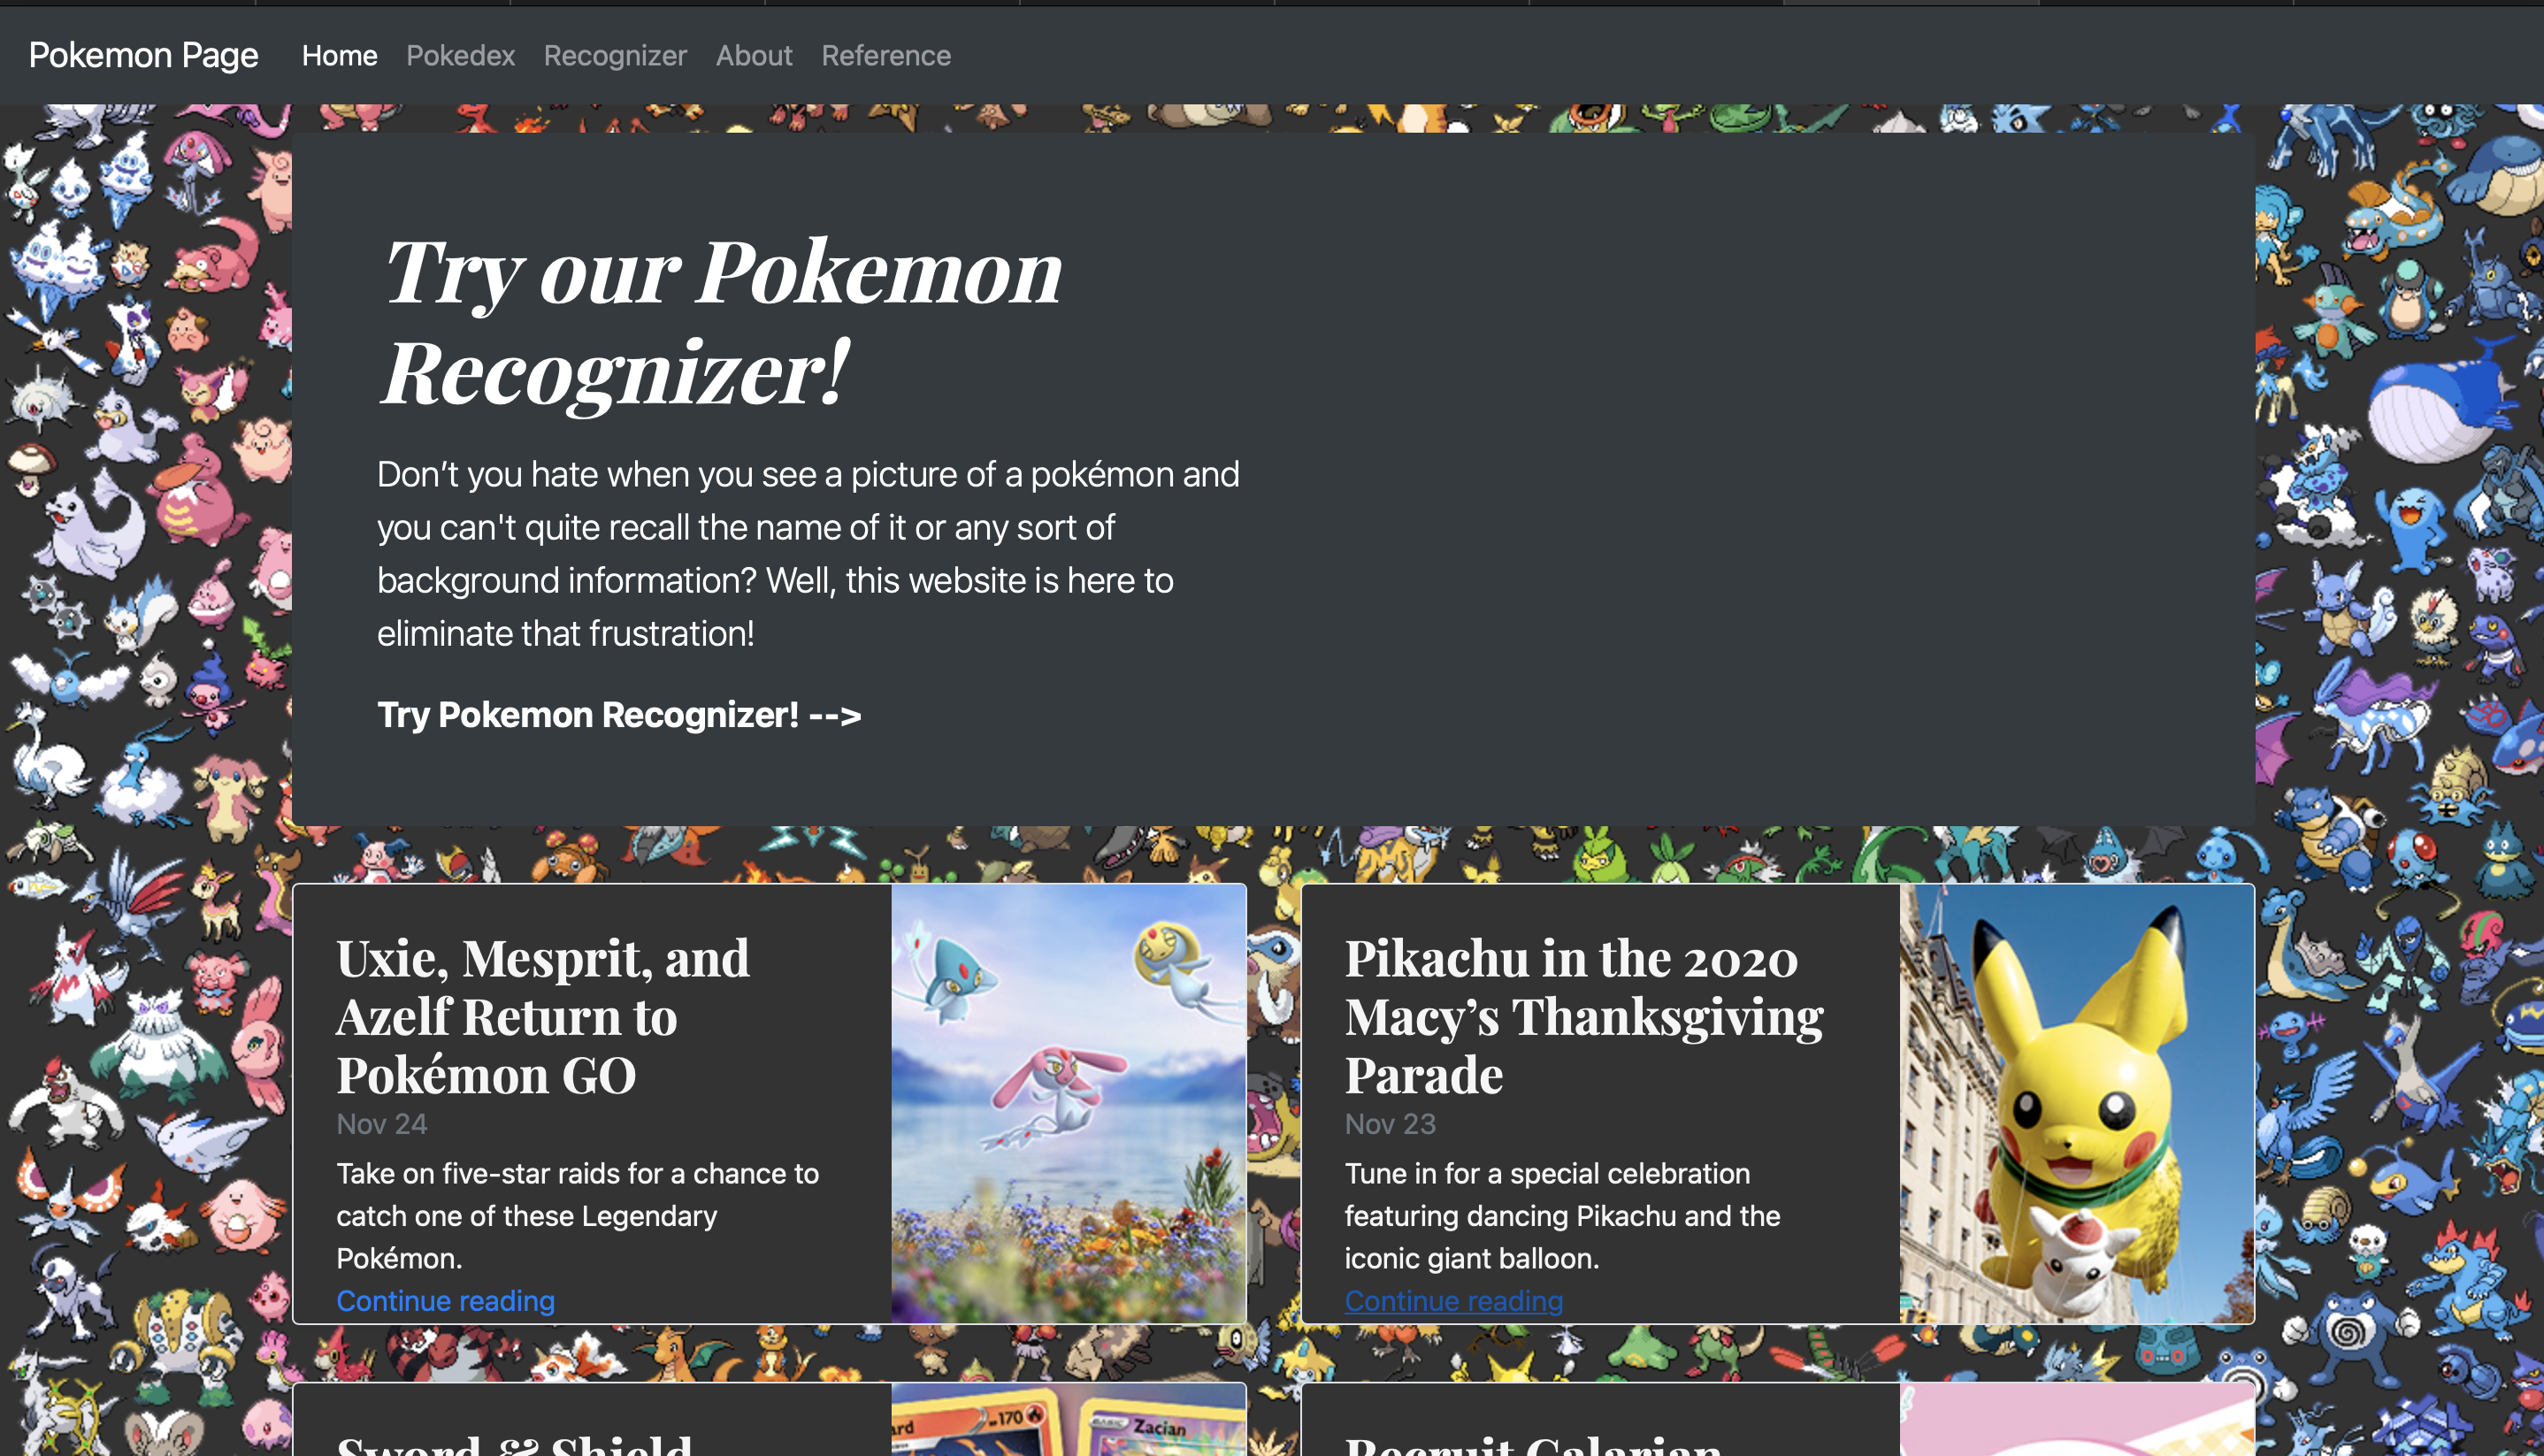 Pokemon Page Home Pokedex Recognizer About Reference
Try our Pokemon
Recognizer!
Don’t you hate when you see a picture of a pokémon and
you can't quite recall the name of it or any sort of
background information? Well, this website is here to
eliminate that frustration!
Try Pokemon Recognizer! -->
Uxie, Mesprit, and
Azelf Return to
Pokémon GO
Nov 24
Take on five-star raids for a chance to
catch one of these Legendary
Pokémon.
Continue reading
Pikachu in the 2020
Macy’s Thanksgiving
Parade
Nov 23
Tune in for a special celebration
featuring dancing Pikachu and the
iconic giant balloon.
Continue reading
Sword & Shield
ard 170
BASIC Zacian
Recruit Galarian